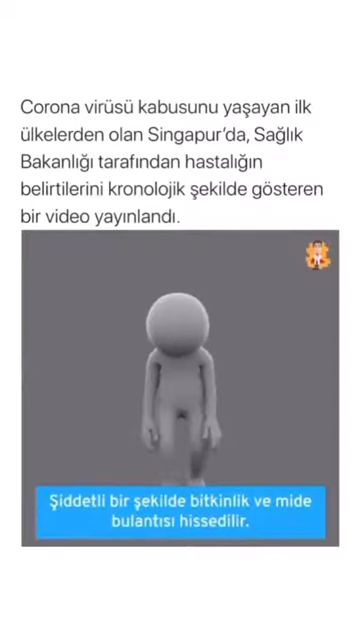 Corona virüsü kabusunu yaşayan ilk
ülkelerden olan Singapur’da, Sağlık
Bakanlığı tarafından hastalığın
belirtilerini kronolojik şekilde gösteren
bir video yayınlandı.
Şiddetli bir şekilde bitkinlik ve mide
bulantısı hissedilir.